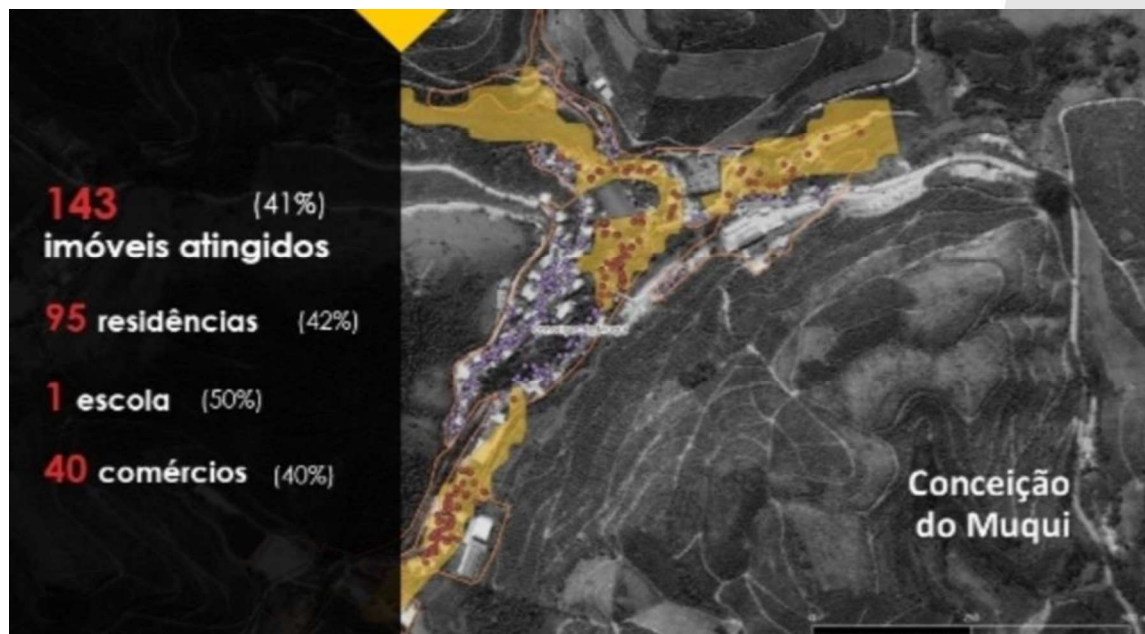 143 (41%)
imóveis atingidos
95 residências (42%)
1 escola (50%)
40 comércios (40%)
Conceição
do Muqui